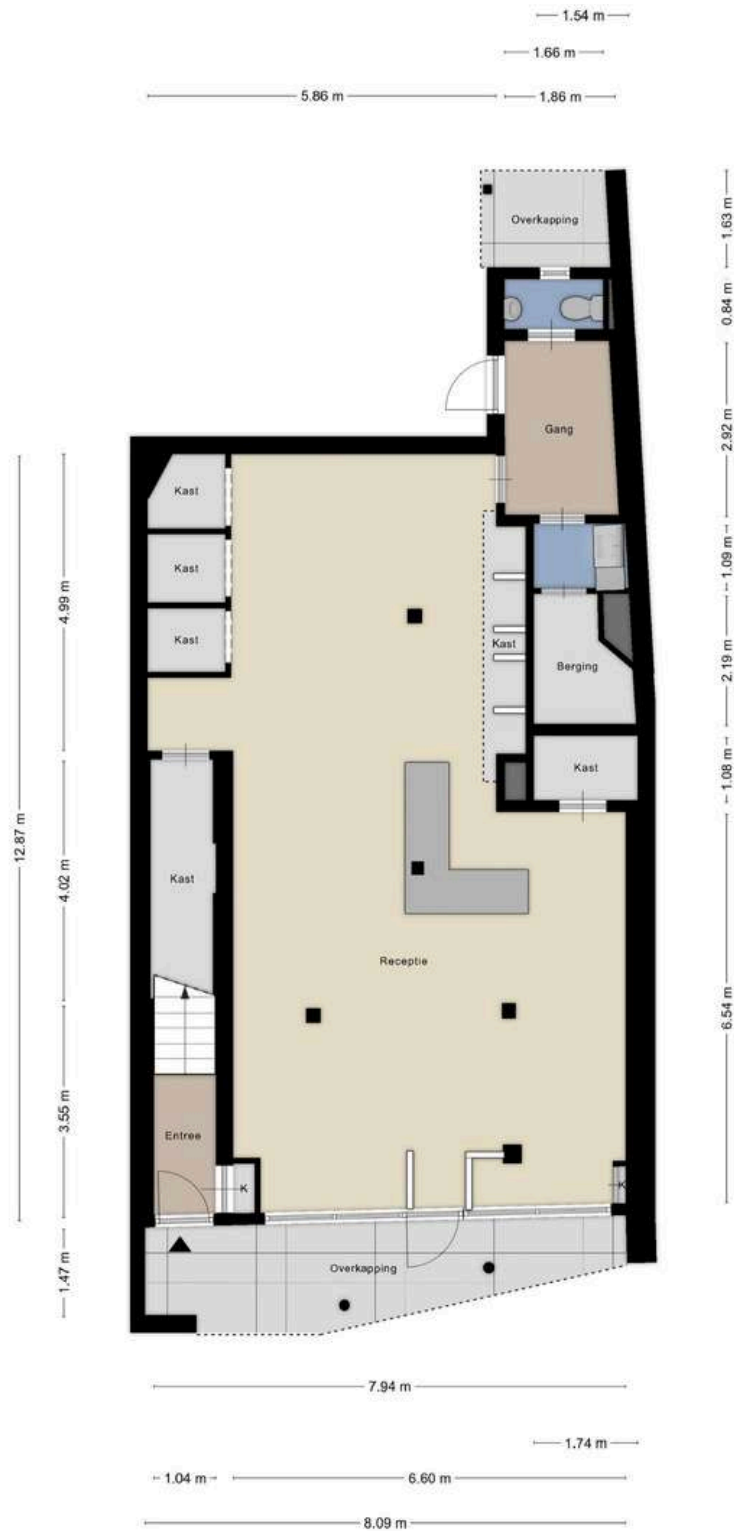 1.54 m
1.66 m
5.86 m
1.86 m
Overkapping
1.63 m
0.84 m
Gang
2.92 m
Kast
Kast
Kast
Kast
1.09 m
4.99 m
Berging
2.19 m
Kast
1.08 m
12.87 m
Kast
4.02 m
Receptie
6.54 m
Entree
3.55 m
K
K
Overkapping
1.47 m
7.94 m
1.74 m
1.04 m
6.60 m
8.09 m